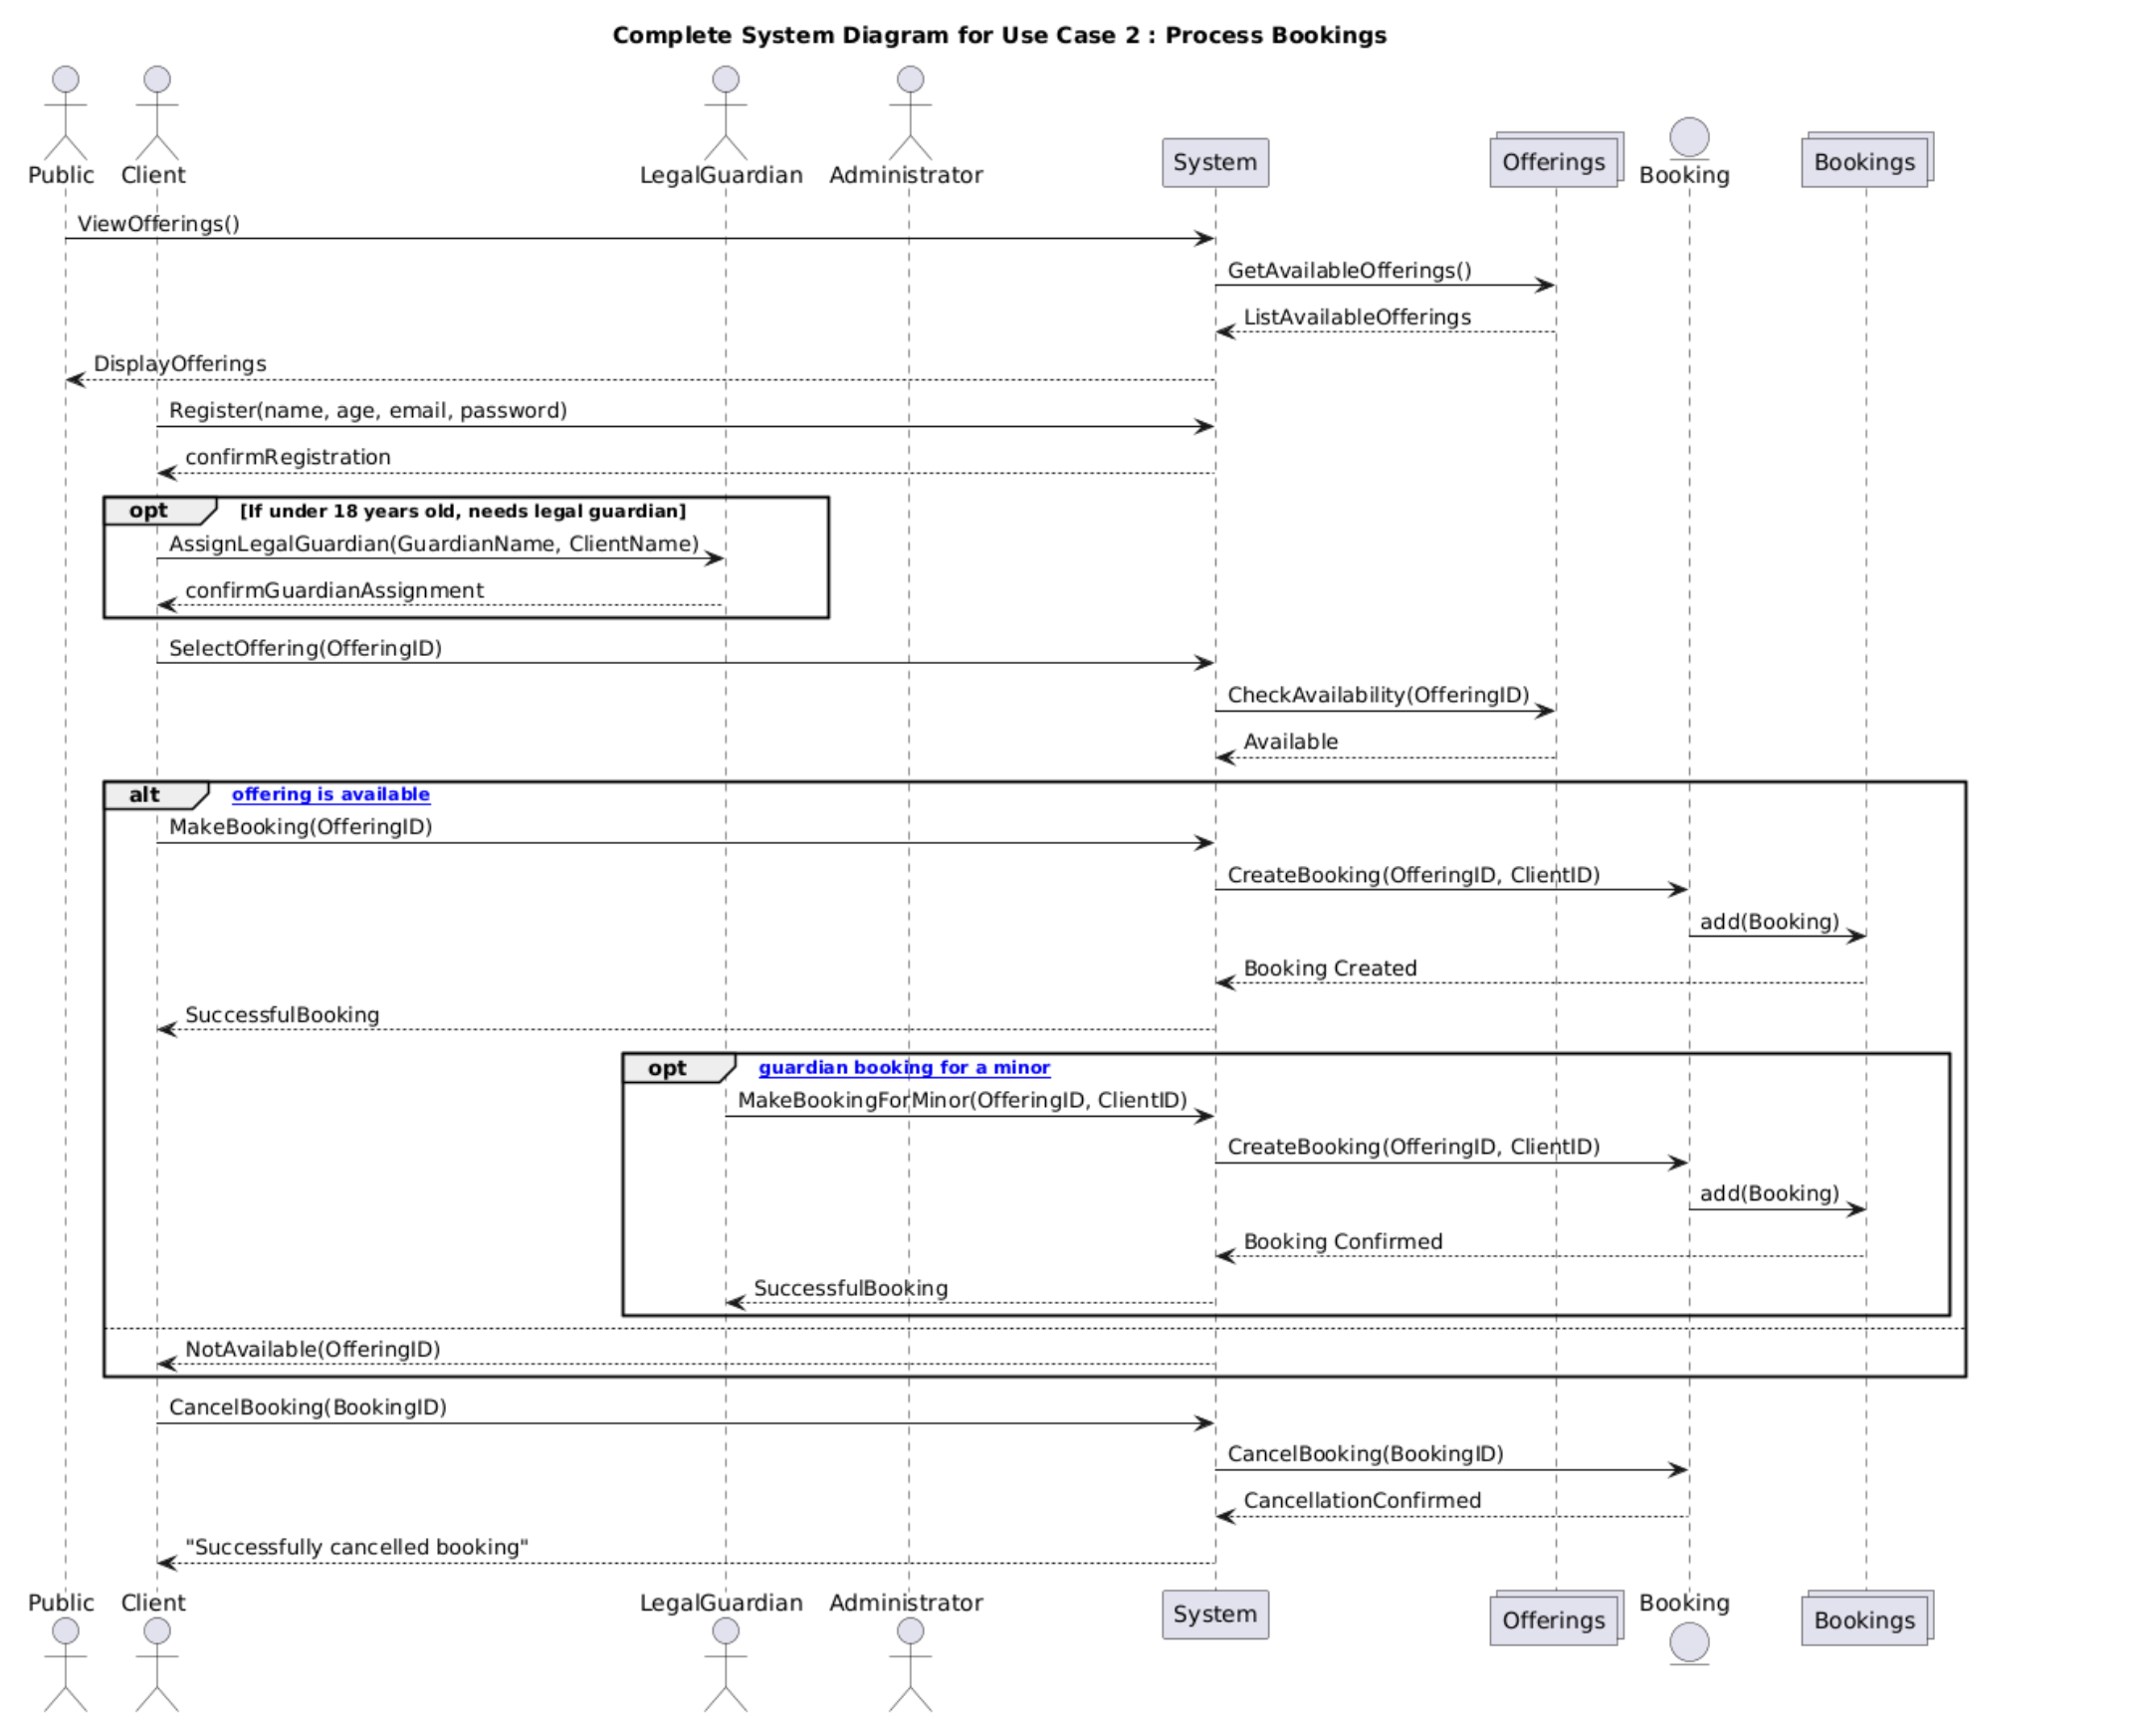 Complete System Diagram for Use Case 2 : Process Bookings
Public
Client
LegalGuardian
Administrator
System
Offerings
Booking
Bookings
ViewOfferings()
GetAvailableOfferings()
ListAvailableOfferings
DisplayOfferings
Register(name, age, email, password)
confirmRegistration
opt
[If under 18 years old, needs legal guardian]
AssignLegalGuardian(GuardianName, ClientName)
confirmGuardianAssignment
SelectOffering(OfferingID)
CheckAvailability(OfferingID)
Available
alt
offering is available
MakeBooking(OfferingID)
CreateBooking(OfferingID, ClientID)
add(Booking)
Booking Created
SuccessfulBooking
opt
guardian booking for a minor
MakeBookingForMinor(OfferingID, ClientID)
CreateBooking(OfferingID, ClientID)
add(Booking)
Booking Confirmed
SuccessfulBooking
NotAvailable(OfferingID)
CancelBooking(BookingID)
CancelBooking(BookingID)
CancellationConfirmed
"Successfully cancelled booking"
Public
Client
LegalGuardian
Administrator
System
Offerings
Booking
Bookings